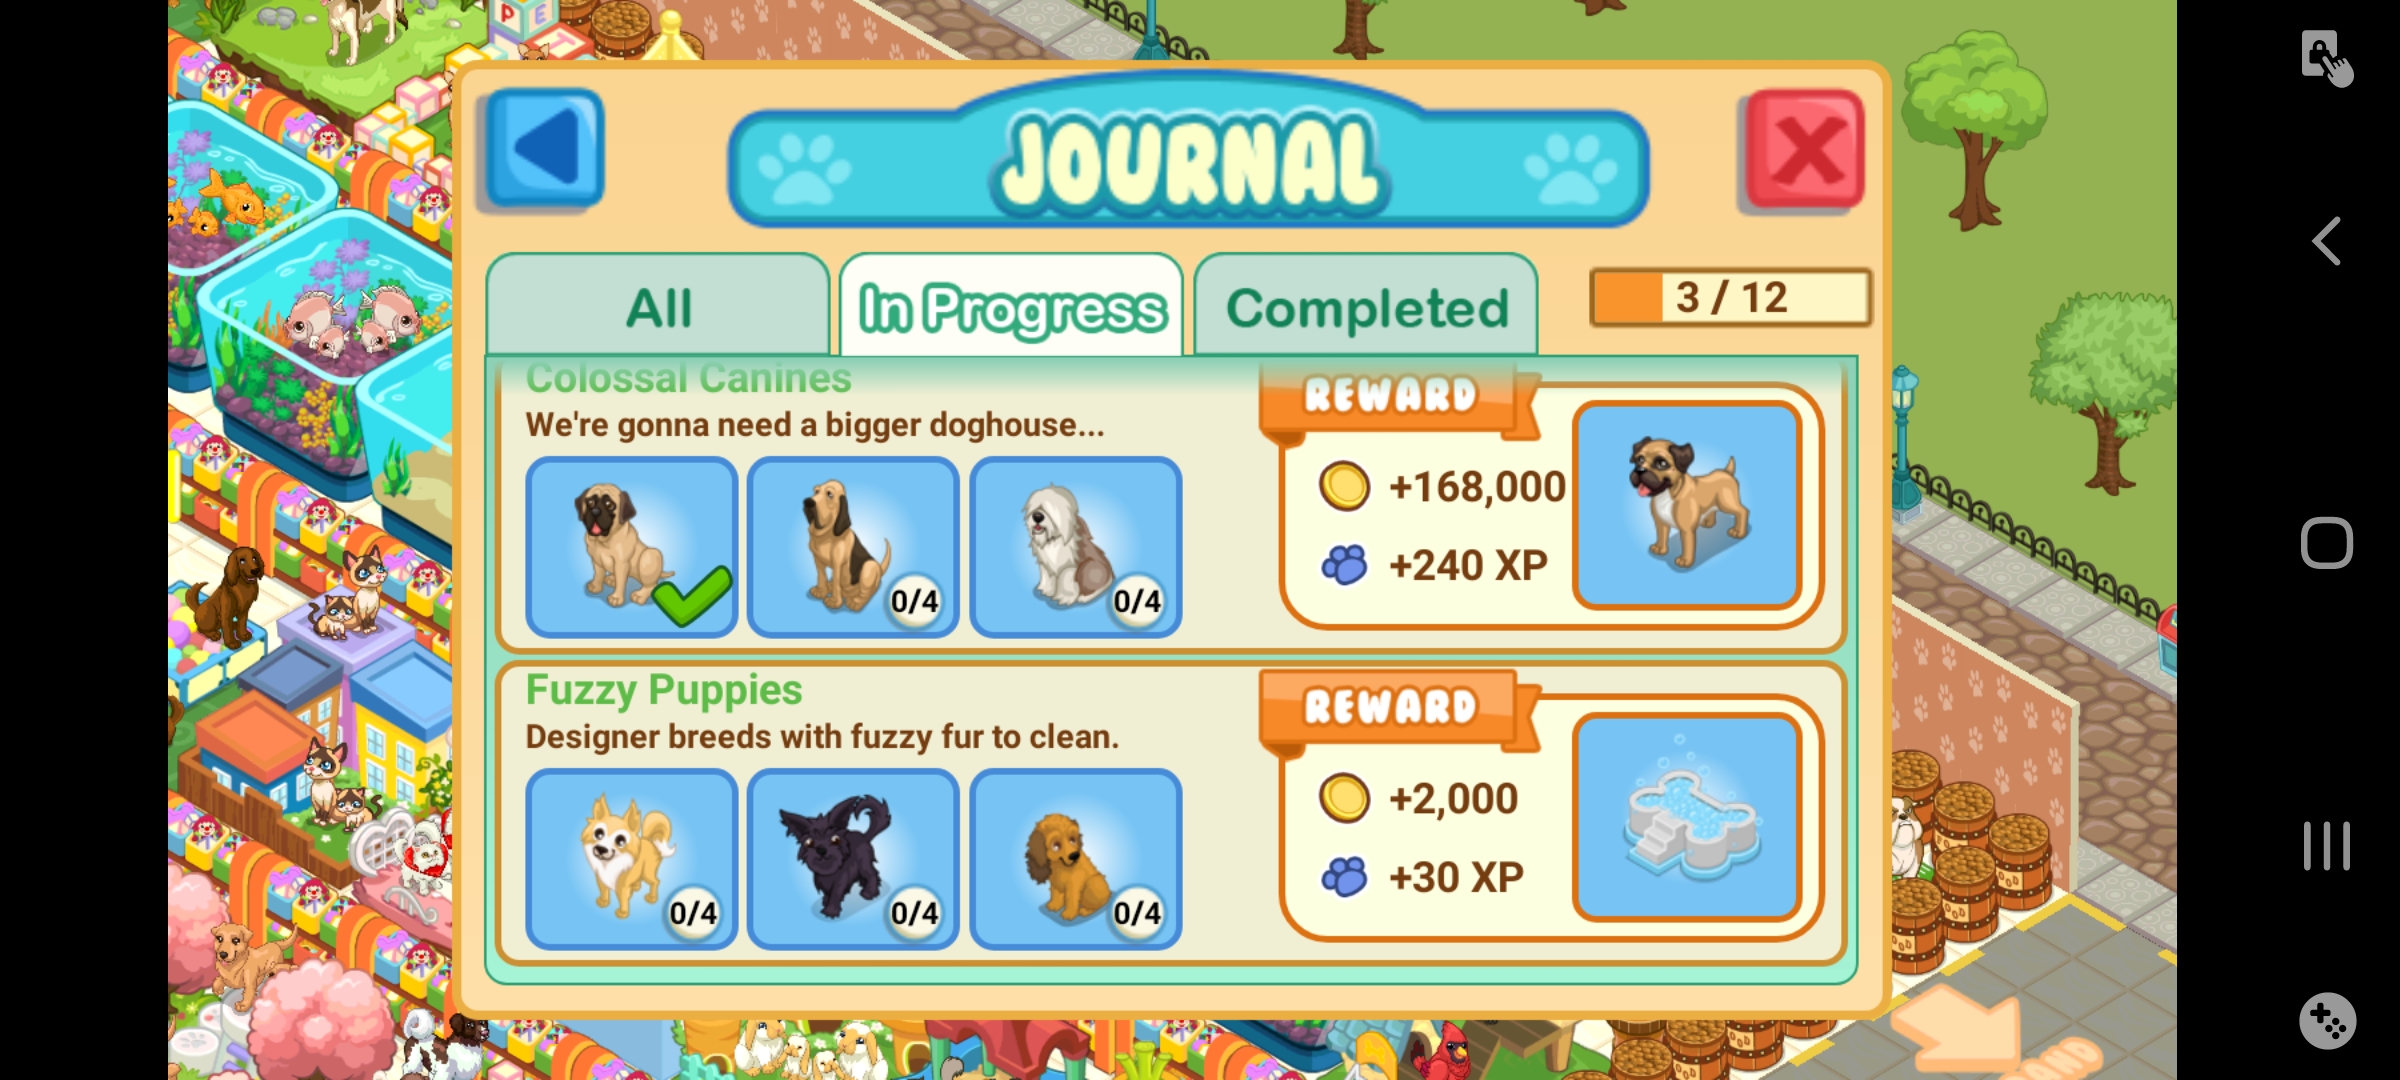 JOURNAL
All
In Progress
Completed
3 / 12
Colossal Canines
We're gonna need a bigger doghouse...
0/4
0/4
REWARD
+168,000
+240 XP
Fuzzy Puppies
Designer breeds with fuzzy fur to clean.
0/4
0/4
0/4
REWARD
+2,000
+30 XP